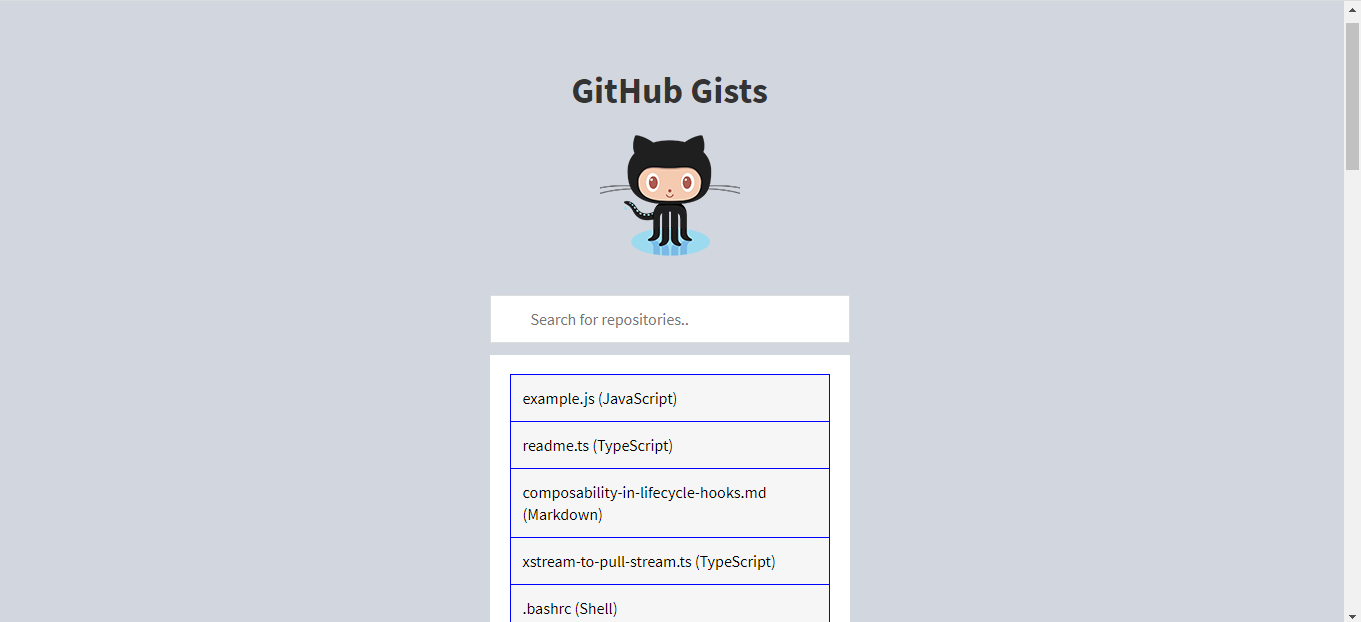 GitHub Gists
Search for repositories..
example.js (JavaScript)
readme.ts (TypeScript)
composability-in-lifecycle-hooks.md
(Markdown)
xstream-to-pull-stream.ts (TypeScript)
.bashrc (Shell)